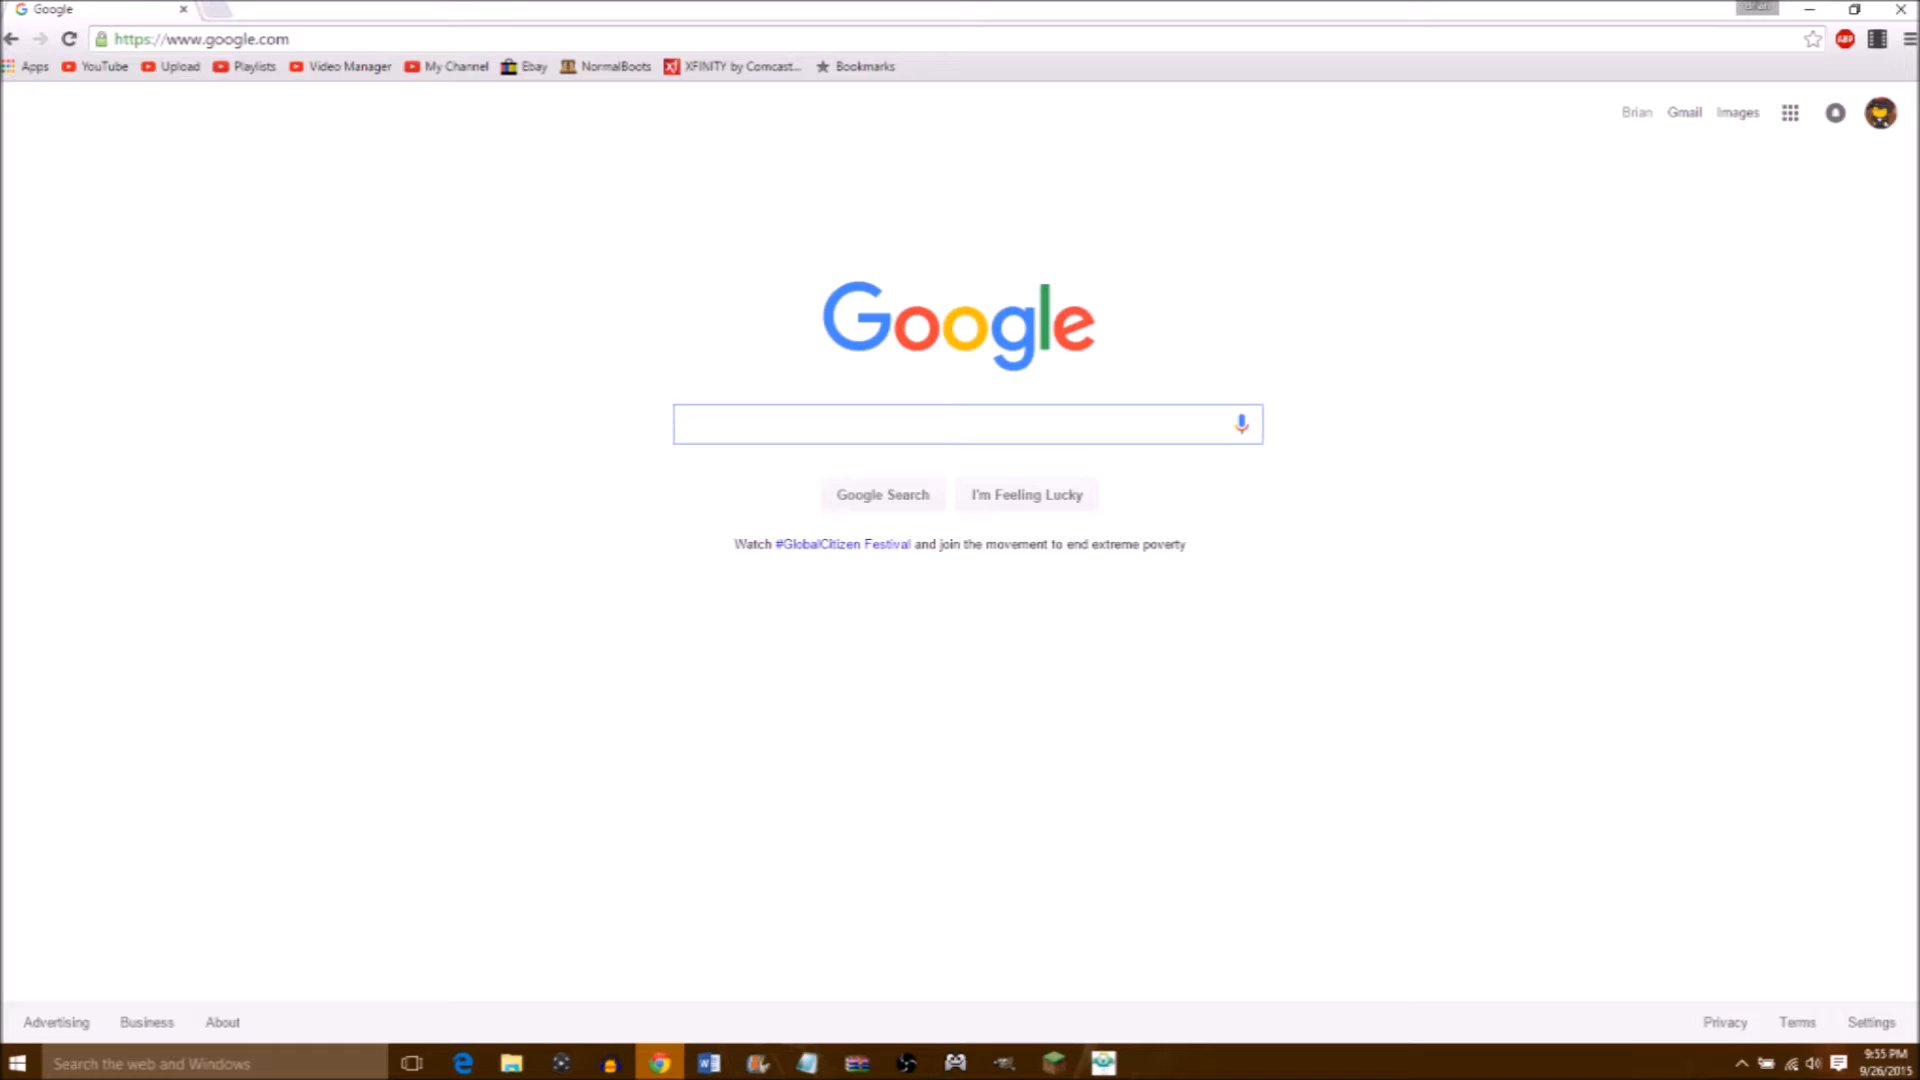 Google
https://www.google.com
Apps YouTube Upload Playlists Video Manager My Channel Ebay NormalBoots XFINITY by Comcast... Bookmarks
Brian Gmail Images
Google
Google Search I'm Feeling Lucky
Watch #GlobalCitizen Festival and join the movement to end extreme poverty
Advertising Business About Privacy Terms Settings
Search the web and Windows
9:55 PM
9/26/2015